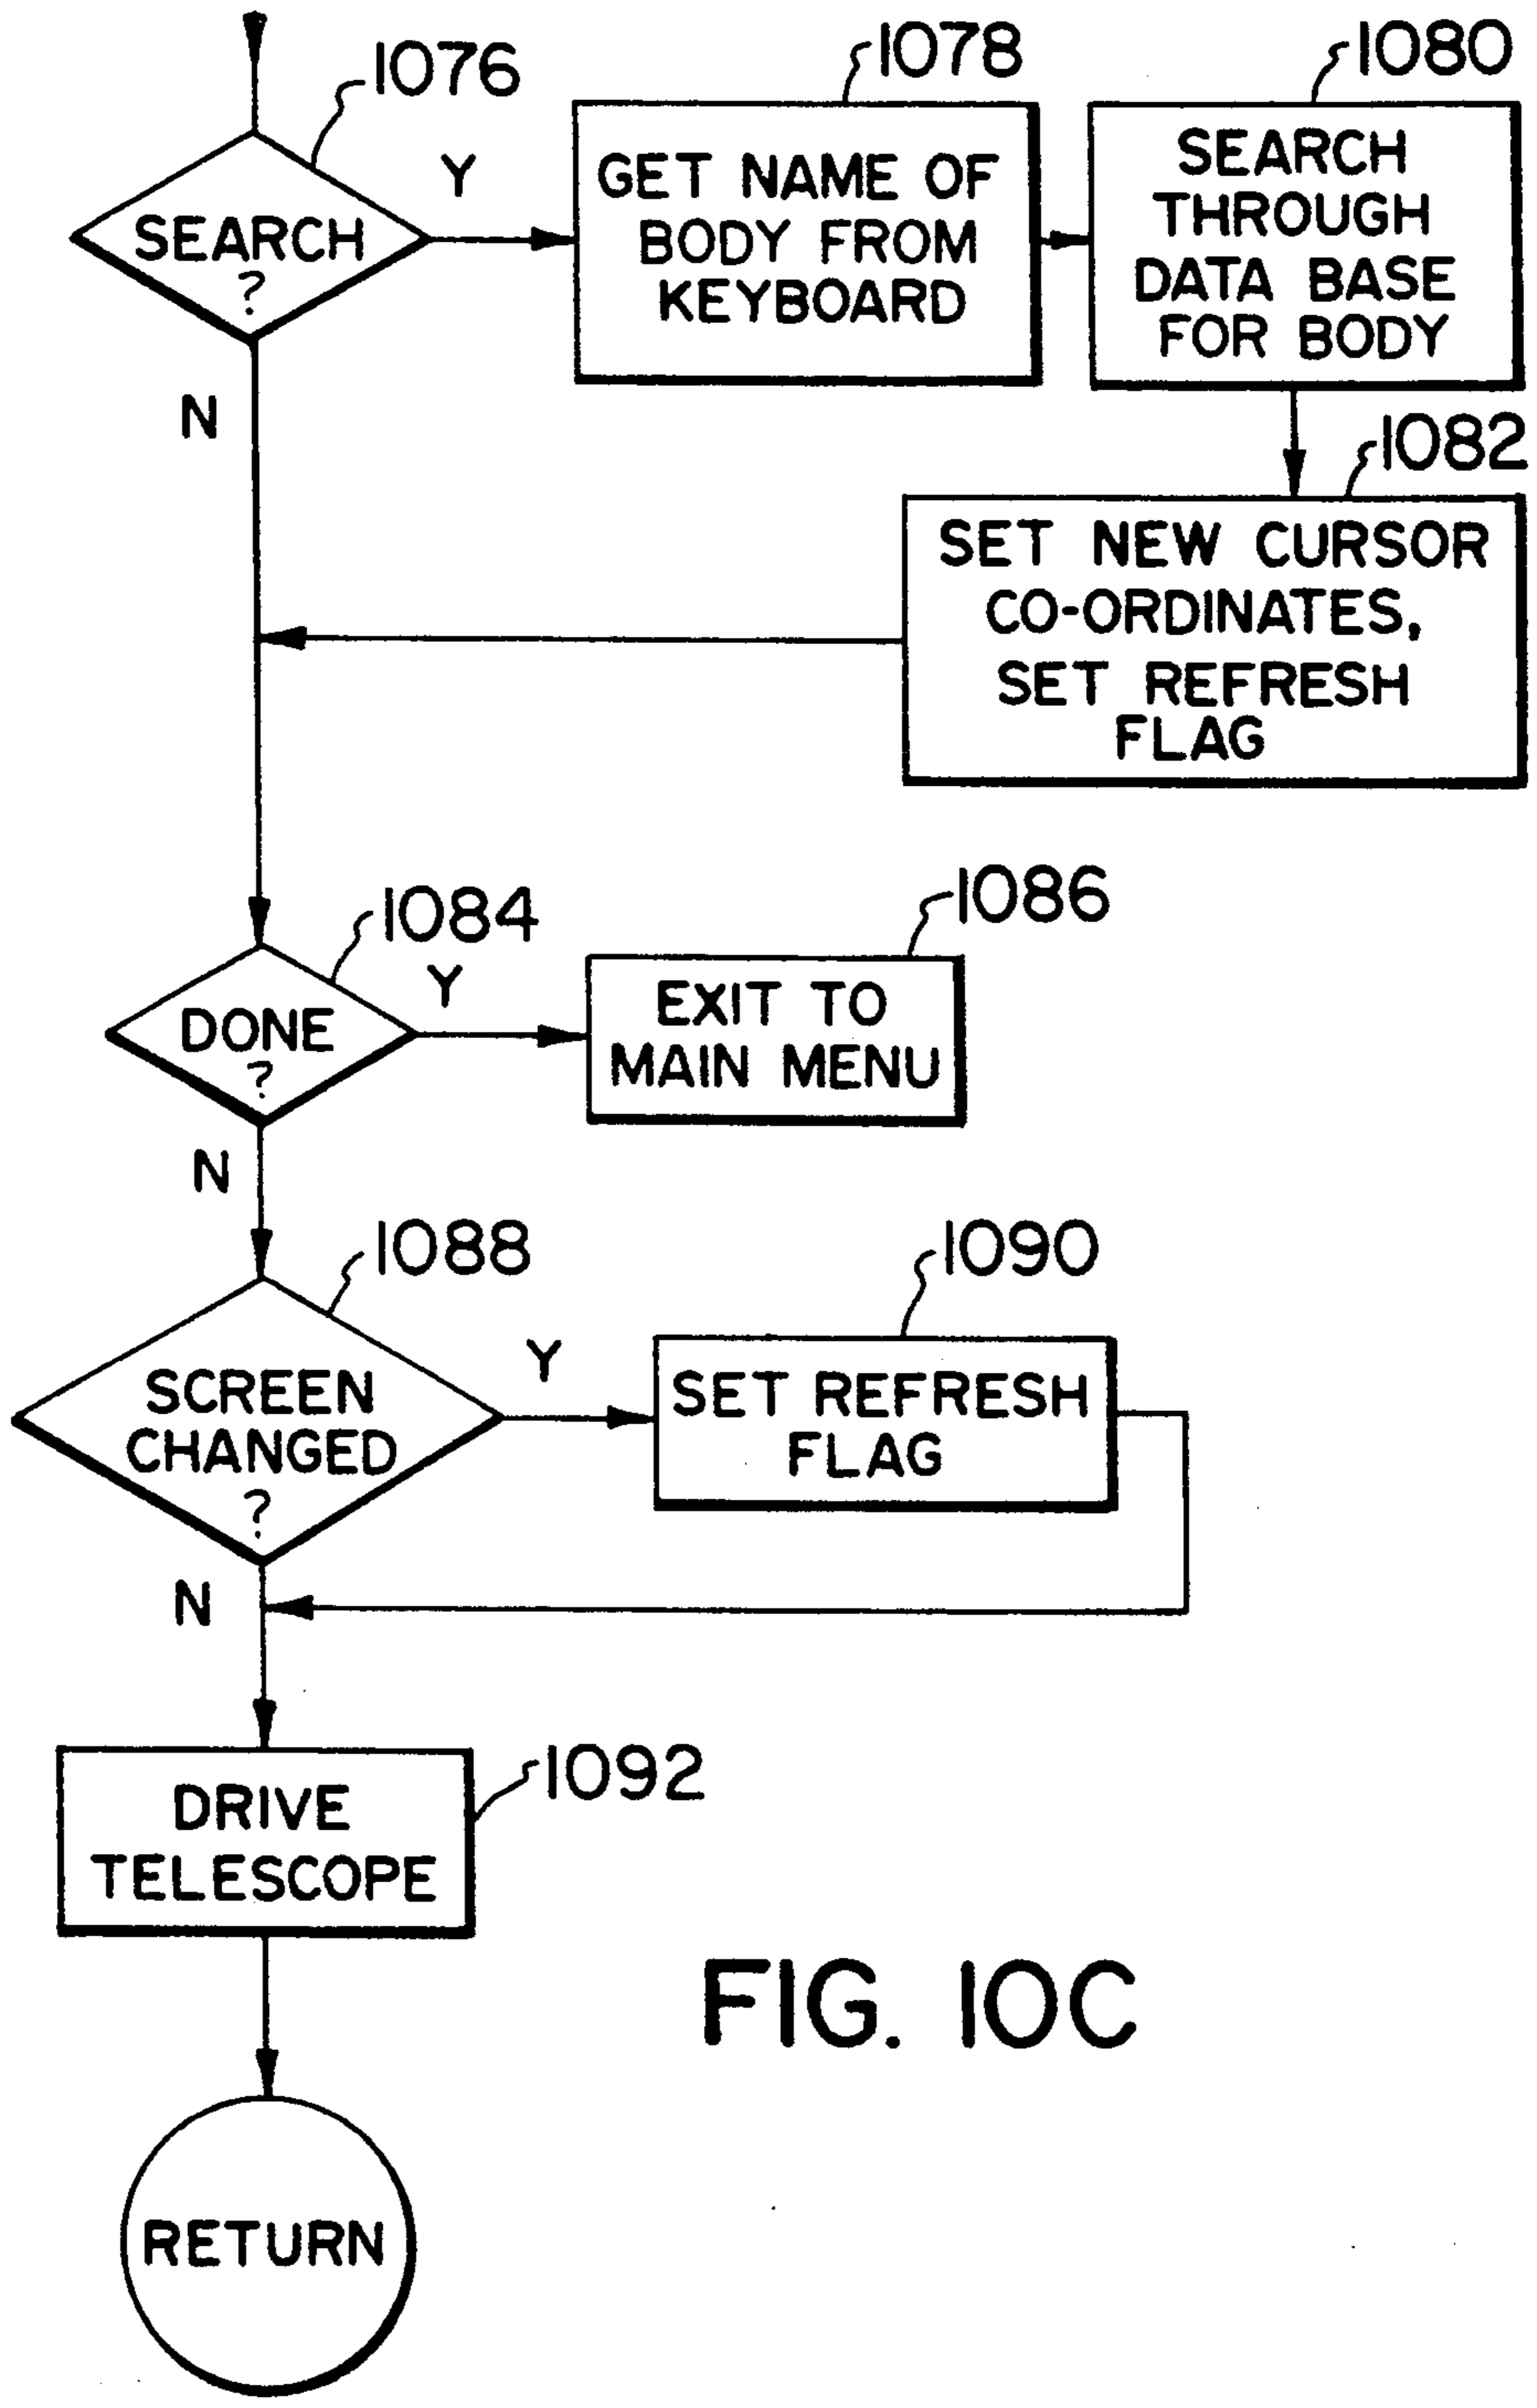 1076
1078
1080
SEARCH
?
Y
GET NAME OF
BODY FROM
KEYBOARD
SEARCH
THROUGH
DATA BASE
FOR BODY
N
1082
SET NEW CURSOR
CO-ORDINATES,
SET REFRESH
FLAG
1084
1086
DONE
?
Y
EXIT TO
MAIN MENU
N
1088
1090
SCREEN
CHANGED
?
Y
SET REFRESH
FLAG
N
1092
DRIVE
TELESCOPE
FIG. 10C
RETURN